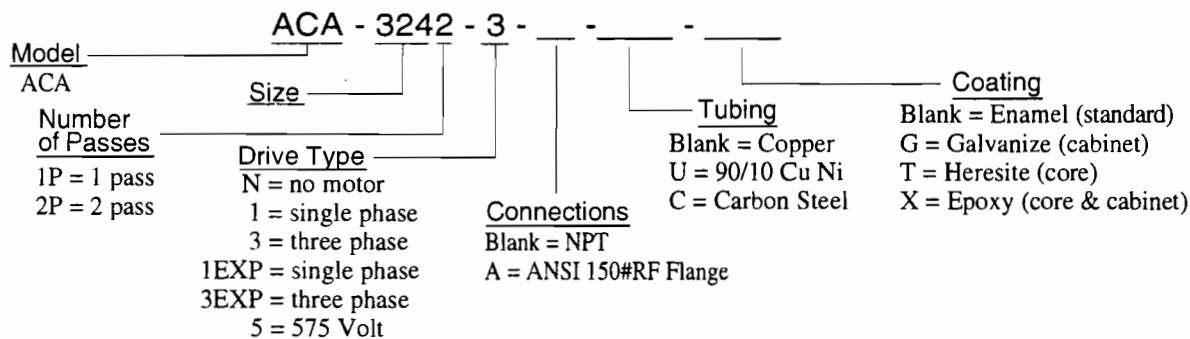 ACA - 3242 - 3 - __ - ____ - ____
Model
ACA
Size
Number
of Passes
1P = 1 pass
2P = 2 pass
Drive Type
N = no motor
1 = single phase
3 = three phase
1EXP = single phase
3EXP = three phase
5 = 575 Volt
Connections
Blank = NPT
A = ANSI 150#RF Flange
Tubing
Blank = Copper
U = 90/10 Cu Ni
C = Carbon Steel
Coating
Blank = Enamel (standard)
G = Galvanize (cabinet)
T = Heresite (core)
X = Epoxy (core & cabinet)